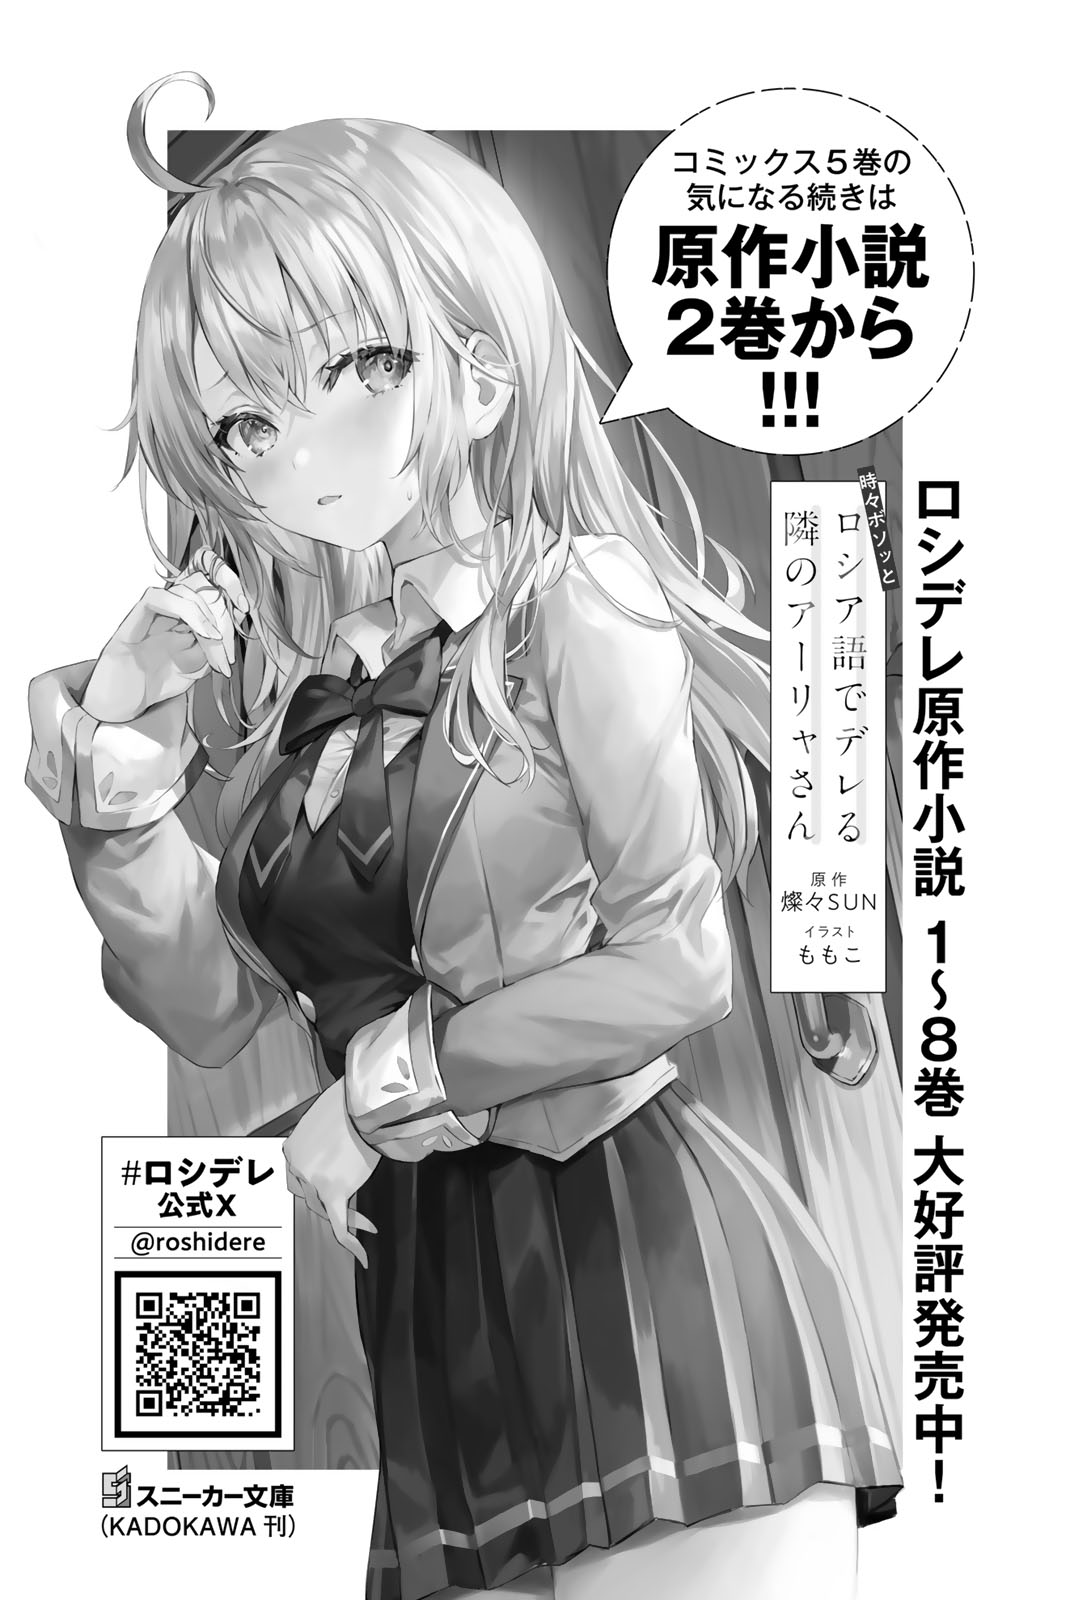 コミックス5巻の
気になる続きは
原作小説
2巻から
!!!
ロシデレ原作小説 1〜8巻 大好評発売中!
時々ボソッと
ロシア語でデレる
隣のアーリャさん
原作
燦々SUN
イラスト
ももこ
#ロシデレ
公式X
@roshidere
スニーカー文庫
(KADOKAWA 刊)